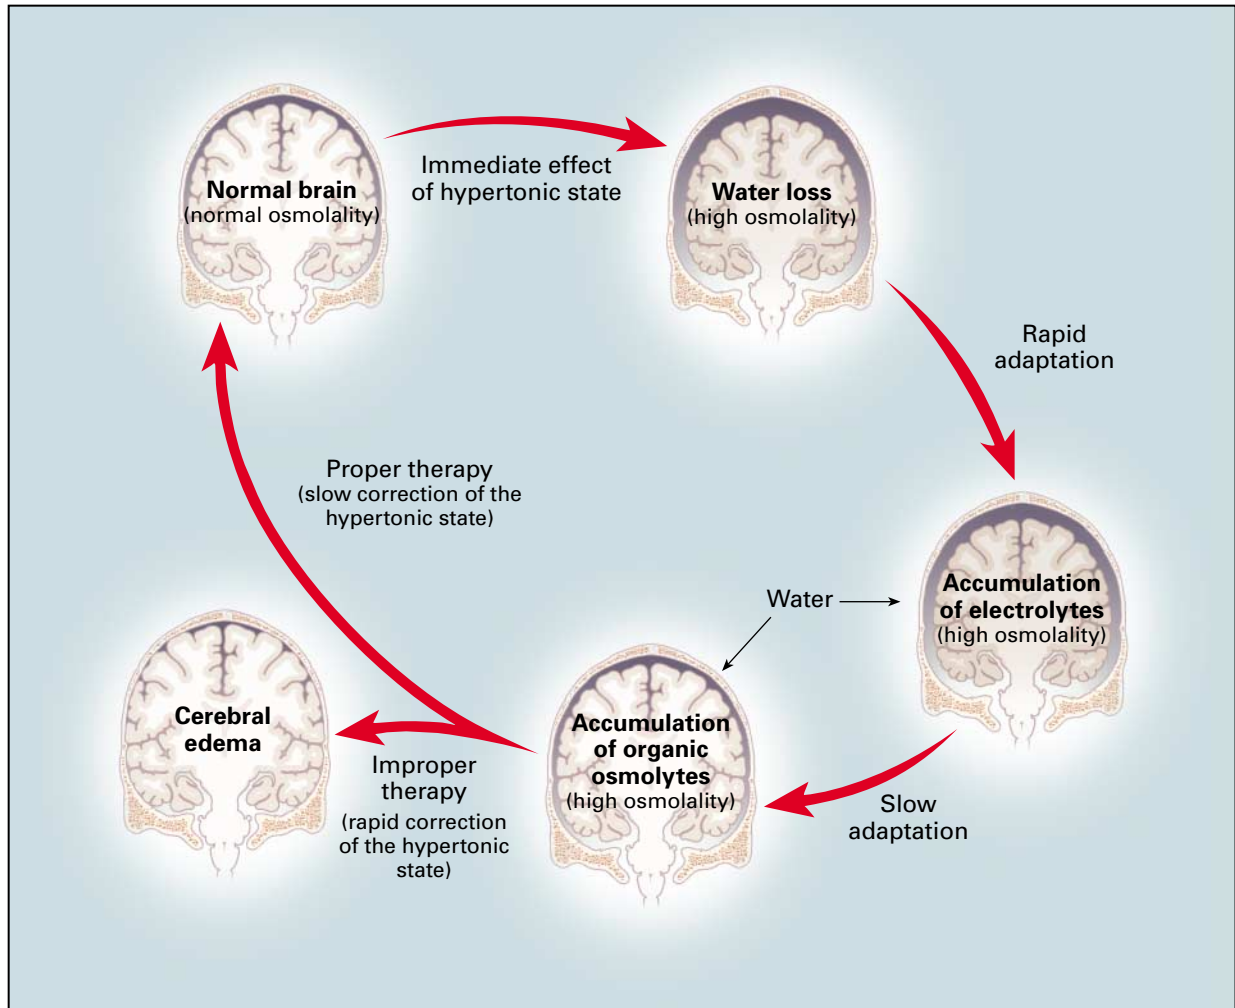 Normal brain
(normal osmolality)
Immediate effect
of hypertonic state
Water loss
(high osmolality)
Rapid
adaptation
Accumulation
of electrolytes
(high osmolality)
Water
Slow
adaptation
Accumulation
of organic
osmolytes
(high osmolality)
Proper therapy
(slow correction of the
hypertonic state)
Improper
therapy
(rapid correction
of the hypertonic
state)
Cerebral
edema